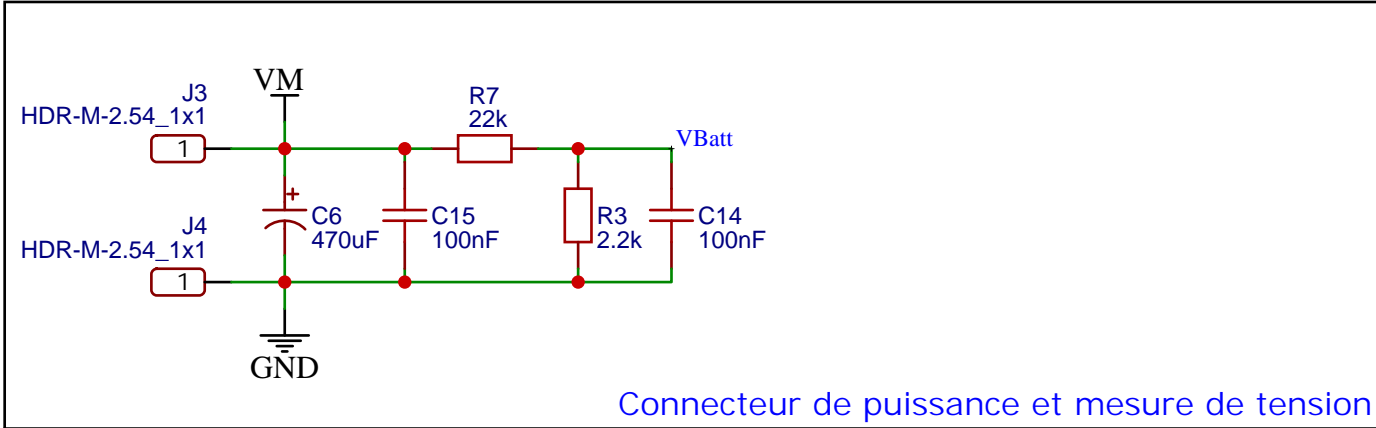 VM
J3
HDR-M-2.54_1x1
1
R7
22k
VBatt
+
C6
470uF
C15
100nF
R3
2.2k
C14
100nF
J4
HDR-M-2.54_1x1
1
GND
Connecteur de puissance et mesure de tension